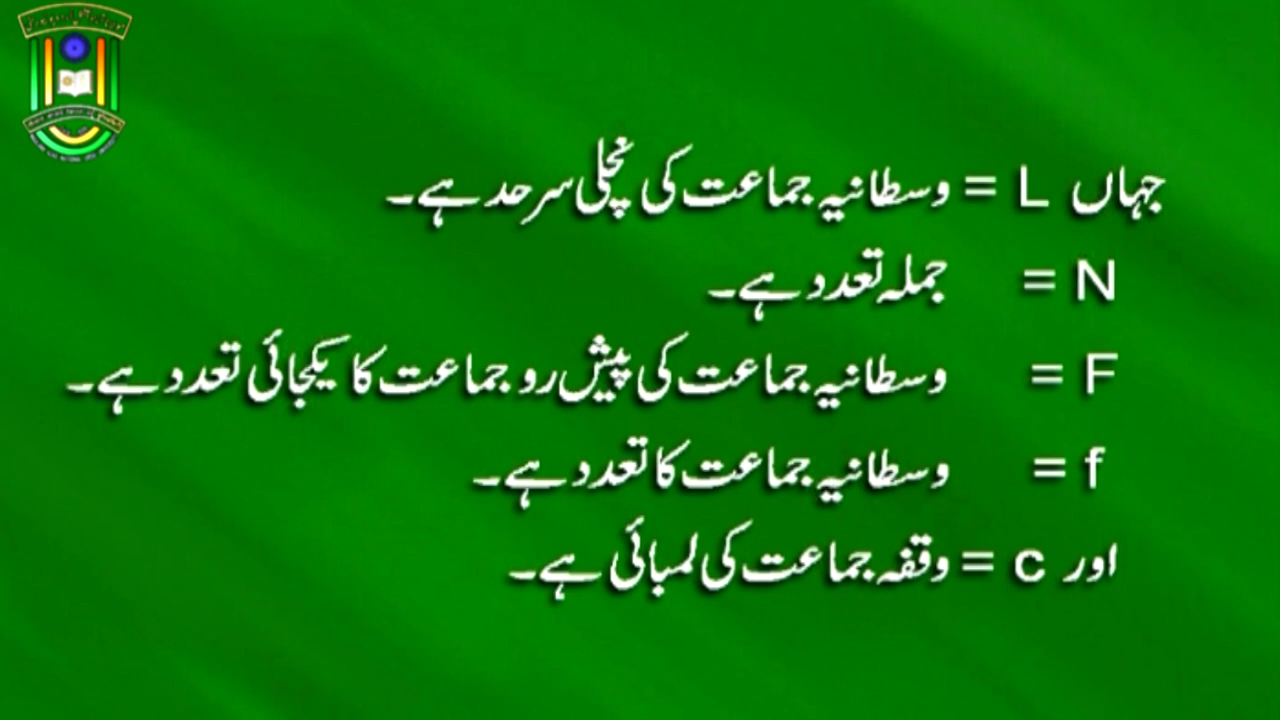 جہاں L = وسطانیہ جماعت کی نچلی سرحد ہے۔
N = جملہ تعدد ہے۔
F = وسطانیہ جماعت کی پیش رو جماعت کا یکجائی تعدد ہے۔
f = وسطانیہ جماعت کا تعدد ہے۔
اور c = وقفہ جماعت کی لمبائی ہے۔